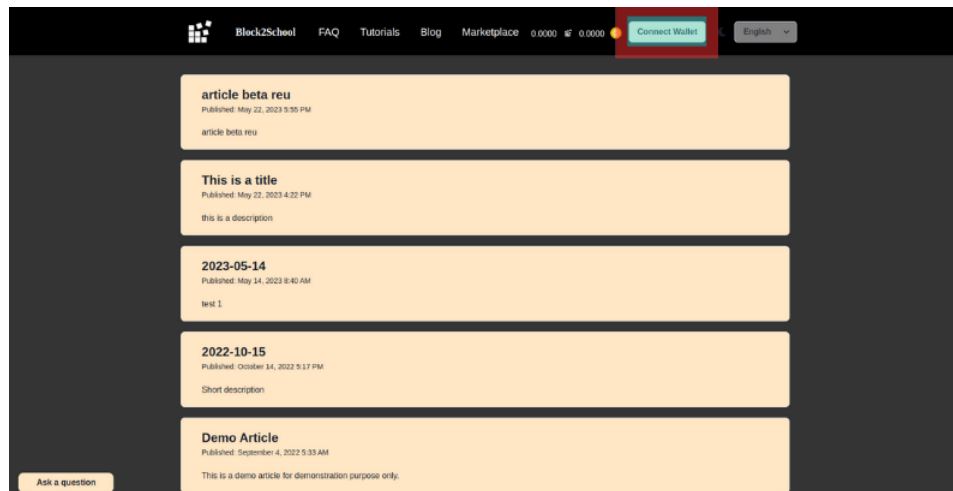 Block2School FAQ Tutorials Blog Marketplace 0.0000 0.0000 Connect Wallet English
article beta reu
Published: May 22, 2023 5:55 PM
article beta reu
This is a title
Published: May 22, 2023 4:22 PM
this is a description
2023-05-14
Published: May 14, 2023 8:40 AM
test 1
2022-10-15
Published: October 14, 2022 5:17 PM
Short description
Demo Article
Published: September 4, 2022 5:33 AM
This is a demo article for demonstration purpose only.
Ask a question